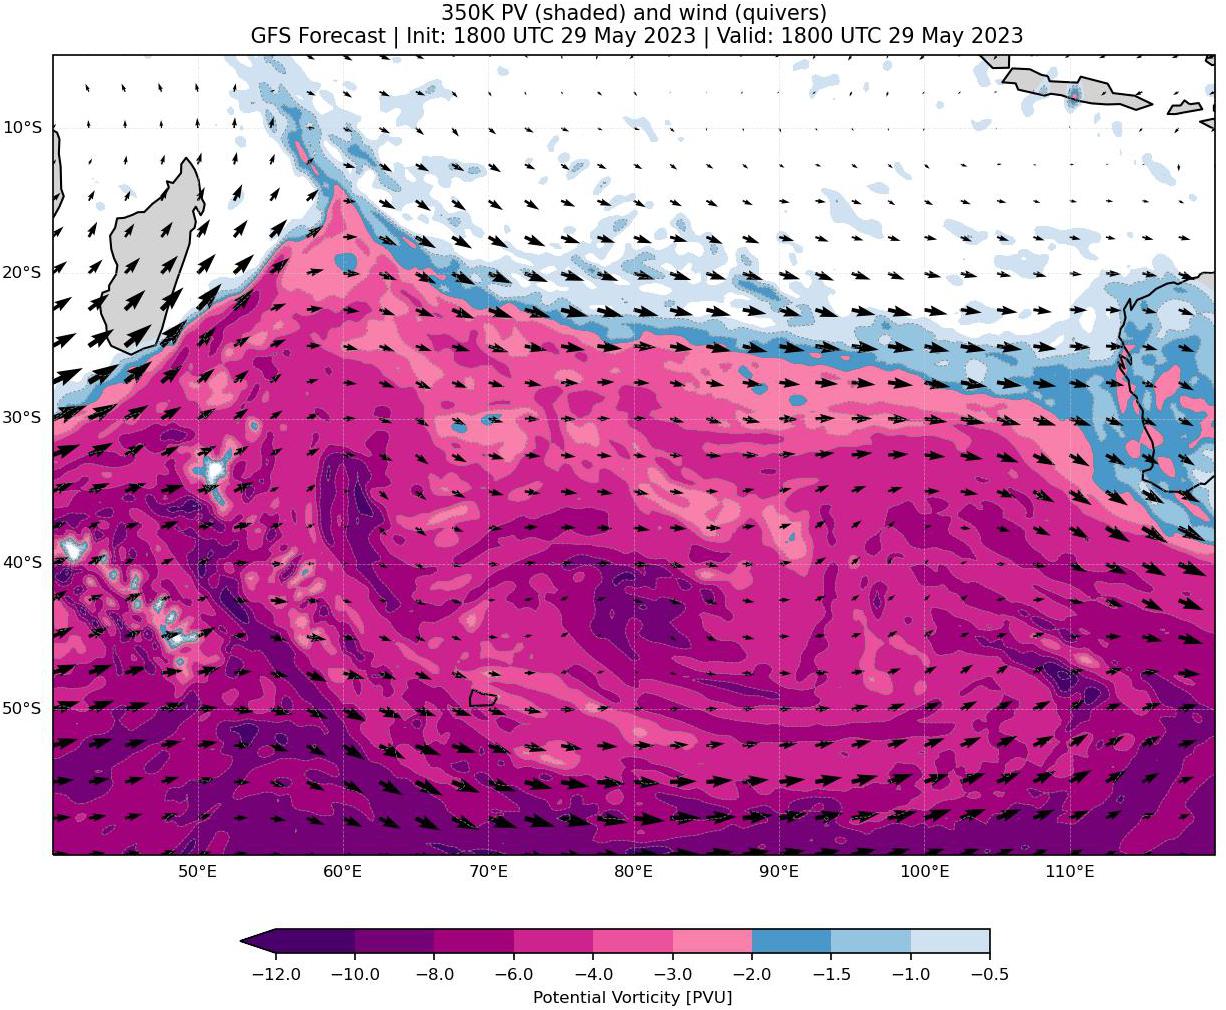 350K PV (shaded) and wind (quivers)
GFS Forecast | Init: 1800 UTC 29 May 2023 | Valid: 1800 UTC 29 May 2023
10°S
20°S
30°S
40°S
50°S
50°E 60°E 70°E 80°E 90°E 100°E 110°E
−12.0 −10.0 −8.0 −6.0 −4.0 −3.0 −2.0 −1.5 −1.0 −0.5
Potential Vorticity [PVU]